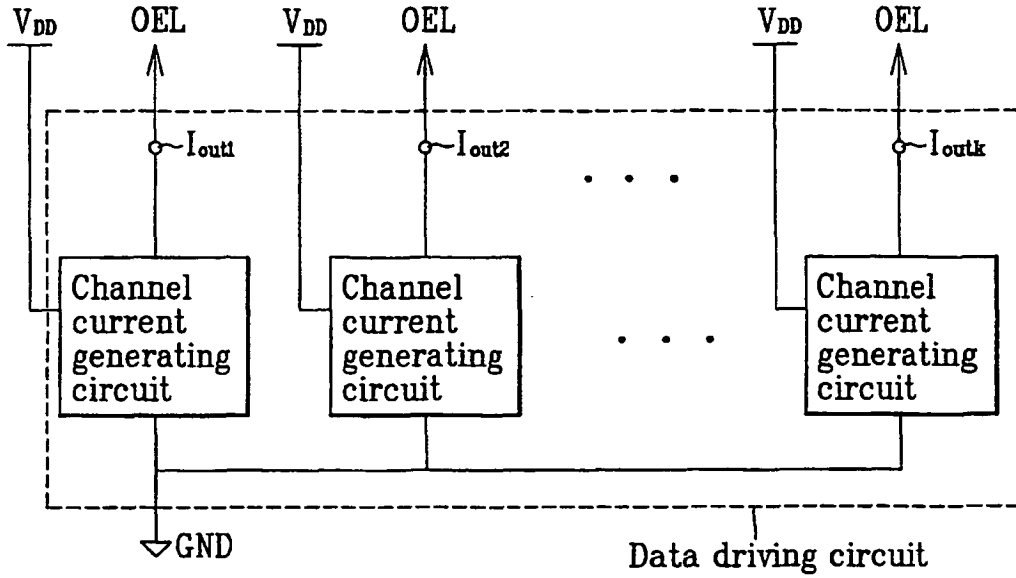 VDD OEL VDD OEL VDD OEL
Iout1 Iout2 Ioutk
Channel
current
generating
circuit
Channel
current
generating
circuit
Channel
current
generating
circuit
GND
Data driving circuit